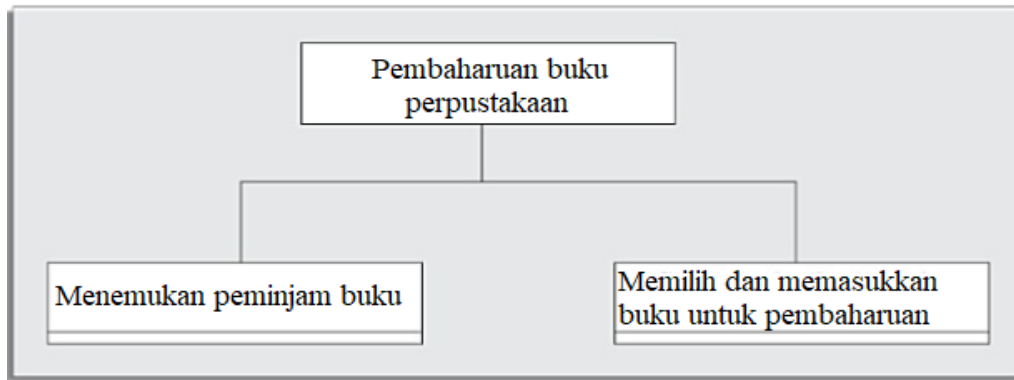 Pembaharuan buku
perpustakaan
Menemukan peminjam buku
Memilih dan memasukkan
buku untuk pembaharuan